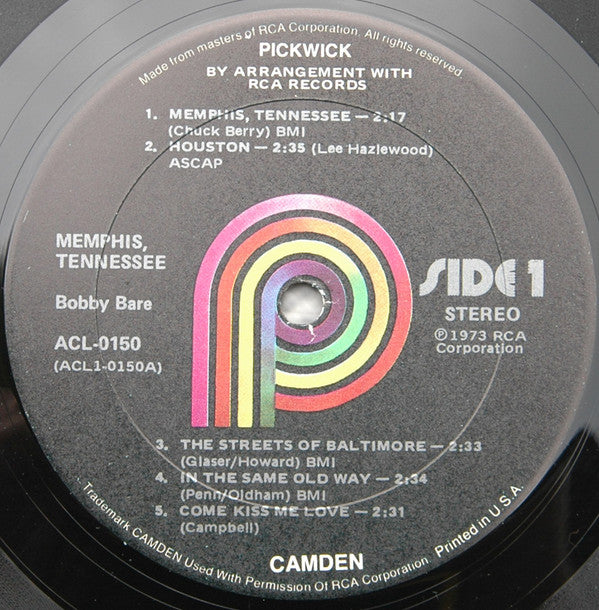 Made from masters of RCA Corporation. All rights reserved.
PICKWICK
BY ARRANGEMENT WITH
RCA RECORDS
1. MEMPHIS, TENNESSEE — 2:17
(Chuck Berry) BMI
2. HOUSTON — 2:35 (Lee Hazlewood)
ASCAP
MEMPHIS,
TENNESSEE
Bobby Bare
ACL-0150
(ACL1-0150A)
SIDE 1
STEREO
℗1973 RCA
Corporation
3. THE STREETS OF BALTIMORE — 2:33
(Glaser/Howard) BMI
4. IN THE SAME OLD WAY — 2:34
(Penn/Oldham) BMI
5. COME KISS ME LOVE — 2:31
(Campbell)
CAMDEN
Trademark CAMDEN Used With Permission Of RCA Corporation. Printed in U.S.A.